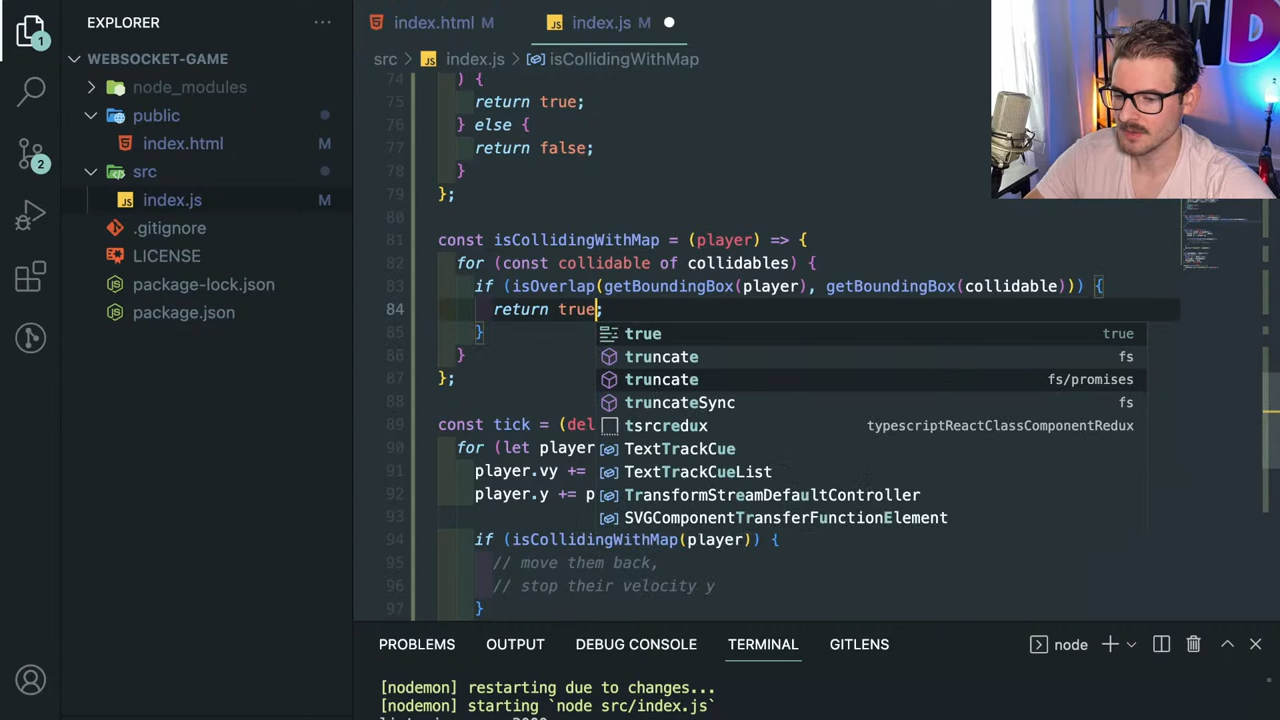 EXPLORER
...
index.html M
JS index.js M
1
WEBSOCKET-GAME
src > JS index.js > isCollidingWithMap
node_modules
public
index.html M
src
JS index.js M
.gitignore
LICENSE
package-lock.json
package.json
2
74 ) {
75 return true;
76 } else {
77 return false;
78 }
79 };
80
81 const isCollidingWithMap = (player) => {
82 for (const collidable of collidables) {
83 if (isOverlap(getBoundingBox(player), getBoundingBox(collidable))) {
84 return true;
85 }
86 }
87 };
88
89 const tick = (del
90 for (let player
91 player.vy +=
92 player.y += p
93
94 if (isCollidingWithMap(player)) {
95 // move them back,
96 // stop their velocity y
97 }
true true
truncate fs
truncate fs/promises
truncateSync fs
tsrcredux typescriptReactClassComponentRedux
TextTrackCue
TextTrackCueList
TransformStreamDefaultController
SVGComponentTransferFunctionElement
WD
PROBLEMS OUTPUT DEBUG CONSOLE TERMINAL GITLENS
node
[nodemon] restarting due to changes...
[nodemon] starting `node src/index.js`